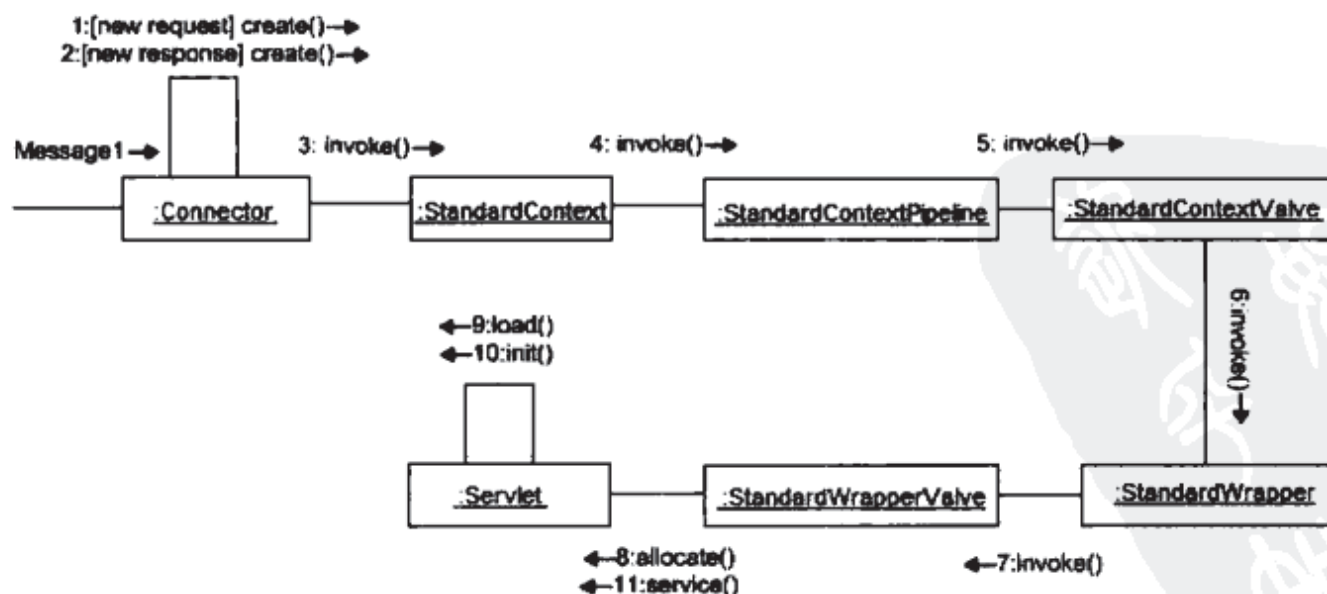 1:[new request] create()
2:[new response] create()
Message1
3: invoke()
4: invoke()
5: invoke()
:Connector
:StandardContext
:StandardContextPipeline
:StandardContextValve
6:invoke()
9:load()
10:init()
:Servlet
:StandardWrapperValve
:StandardWrapper
8:allocate()
11:service()
7:invoke()